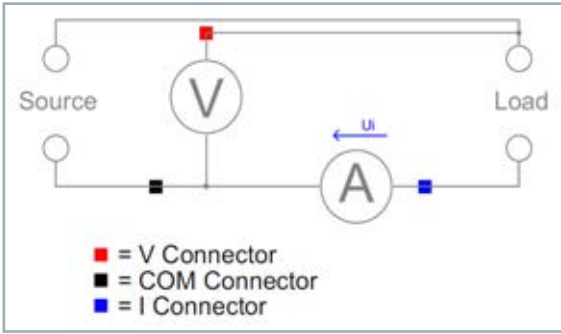 V
Source
Load
Ui
A
= V Connector
= COM Connector
= I Connector